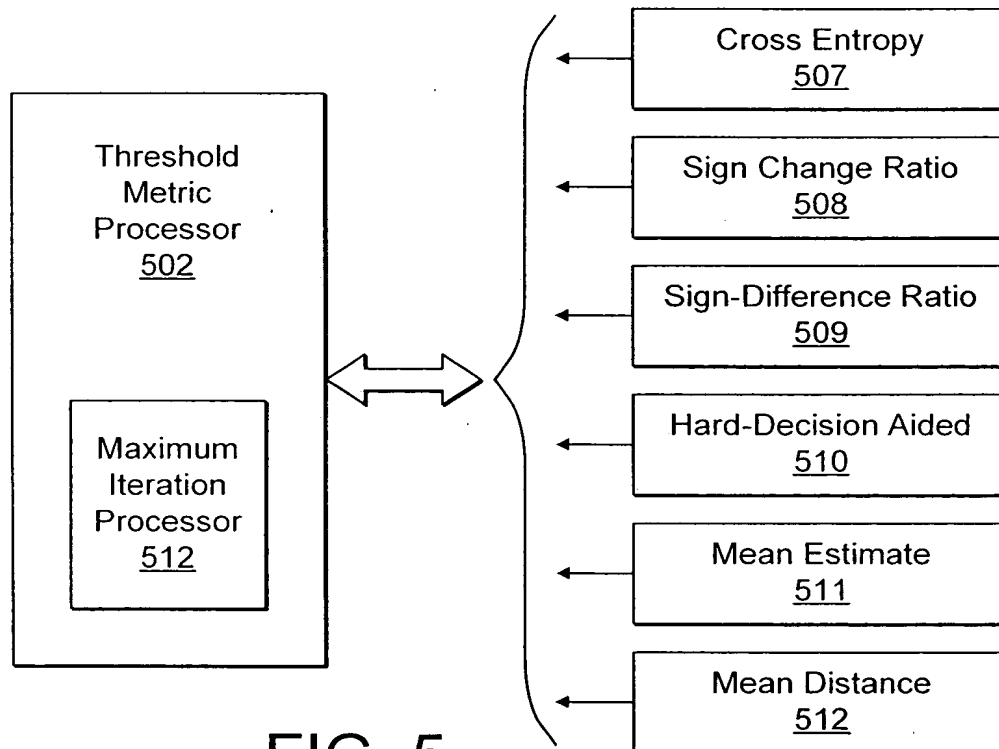 Threshold
Metric
Processor
502
Maximum
Iteration
Processor
512
Cross Entropy
507
Sign Change Ratio
508
Sign-Difference Ratio
509
Hard-Decision Aided
510
Mean Estimate
511
Mean Distance
512
FIG. 5